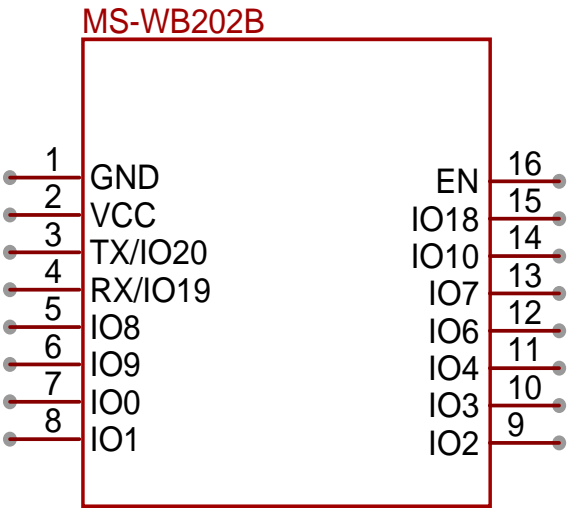 MS-WB202B
1 GND
2 VCC
3 TX/IO20
4 RX/IO19
5 IO8
6 IO9
7 IO0
8 IO1
EN 16
IO18 15
IO10 14
IO7 13
IO6 12
IO4 11
IO3 10
IO2 9